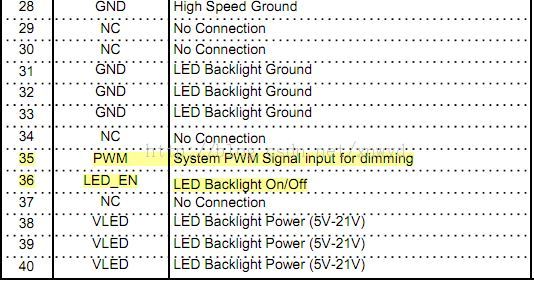 28 GND High Speed Ground
29 NC No Connection
30 NC No Connection
31 GND LED Backlight Ground
32 GND LED Backlight Ground
33 GND LED Backlight Ground
34 NC No Connection
35 PWM System PWM Signal input for dimming
36 LED_EN LED Backlight On/Off
37 NC No Connection
38 VLED LED Backlight Power (5V-21V)
39 VLED LED Backlight Power (5V-21V)
40 VLED LED Backlight Power (5V-21V)